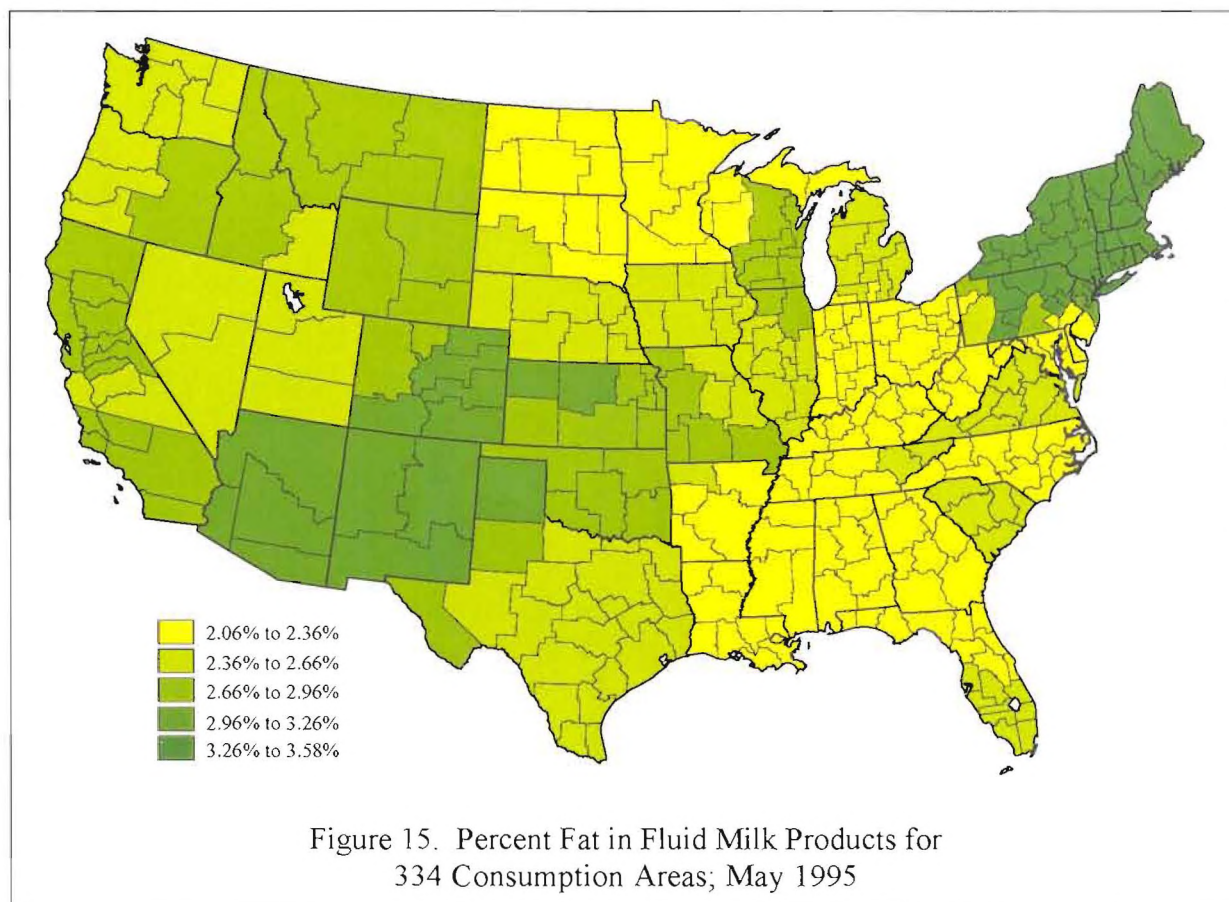 2.06% to 2.36%
2.36% to 2.66%
2.66% to 2.96%
2.96% to 3.26%
3.26% to 3.58%
Figure 15. Percent Fat in Fluid Milk Products for
334 Consumption Areas; May 1995